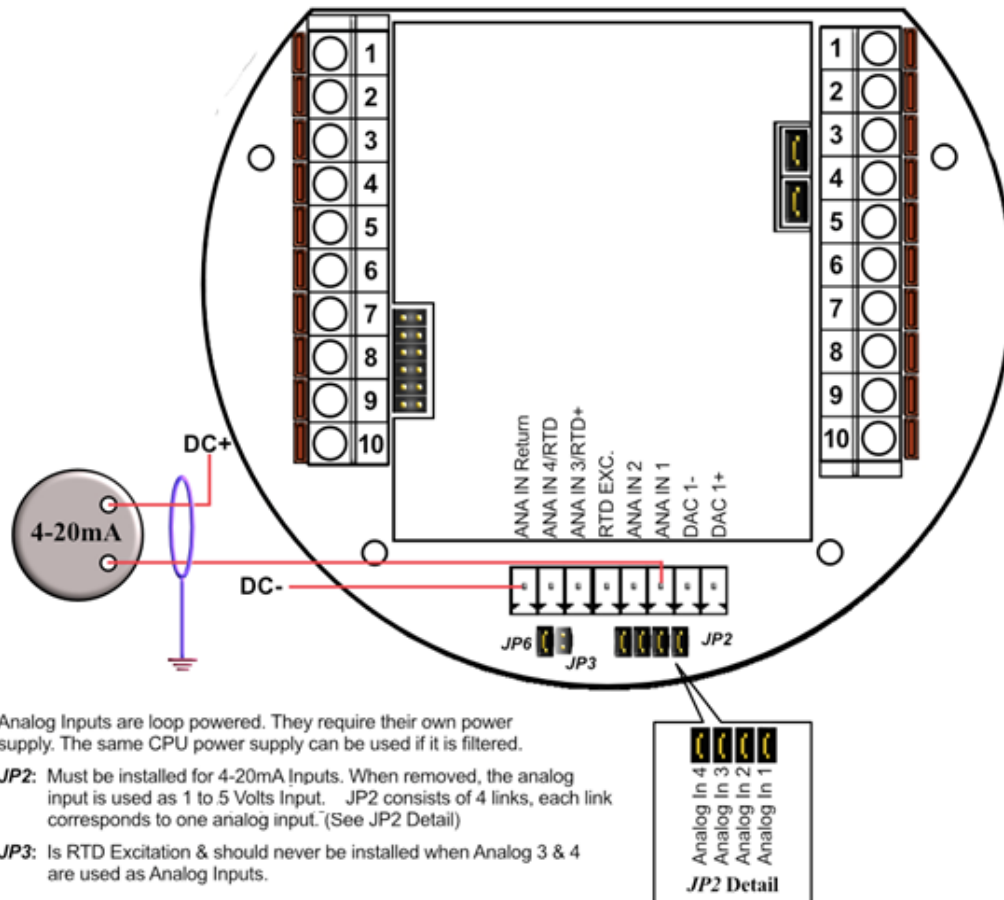 1
2
3
4
5
6
7
8
9
10
1
2
3
4
5
6
7
8
9
10
ANA IN Return
ANA IN 4/RTD
ANA IN 3/RTD+
RTD EXC.
ANA IN 2
ANA IN 1
DAC 1-
DAC 1+
DC+
4-20mA
DC-
JP6
JP3
JP2
Analog Inputs are loop powered. They require their own power
supply. The same CPU power supply can be used if it is filtered.
JP2: Must be installed for 4-20mA Inputs. When removed, the analog
input is used as 1 to 5 Volts Input. JP2 consists of 4 links, each link
corresponds to one analog input. (See JP2 Detail)
JP3: Is RTD Excitation & should never be installed when Analog 3 & 4
are used as Analog Inputs.
Analog In 4
Analog In 3
Analog In 2
Analog In 1
JP2 Detail